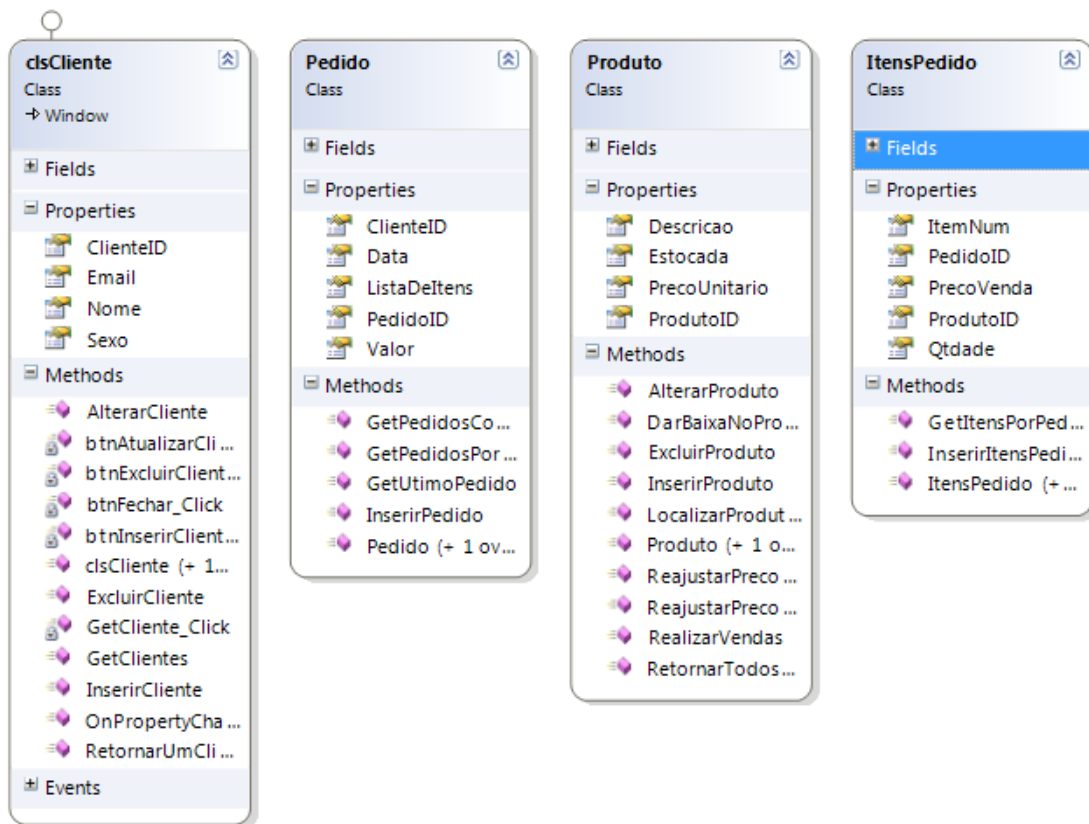 clsCliente
Class
Window
Fields
Properties
ClienteID
Email
Nome
Sexo
Methods
AlterarCliente
btnAtualizarCli ...
btnExcluirClient...
btnFechar_Click
btnInserirClient...
clsCliente (+ 1...
ExcluirCliente
GetCliente_Click
GetClientes
InserirCliente
OnPropertyCha ...
RetornarUmCli ...
Events
Pedido
Class
Fields
Properties
ClienteID
Data
ListaDeItens
PedidoID
Valor
Methods
GetPedidosCo...
GetPedidosPor ...
GetUtimoPedido
InserirPedido
Pedido (+ 1 ov...
Produto
Class
Fields
Properties
Descricao
Estocada
PrecoUnitario
ProdutoID
Methods
AlterarProduto
DarBaixaNoPro...
ExcluirProduto
InserirProduto
LocalizarProdut ...
Produto (+ 1 o...
ReajustarPreco ...
ReajustarPreco ...
RealizarVendas
RetornarTodos...
ItensPedido
Class
Fields
Properties
ItemNum
PedidoID
PrecoVenda
ProdutoID
Qtdade
Methods
GetItensPorPed...
InserirItensPedi...
ItensPedido (+ ...